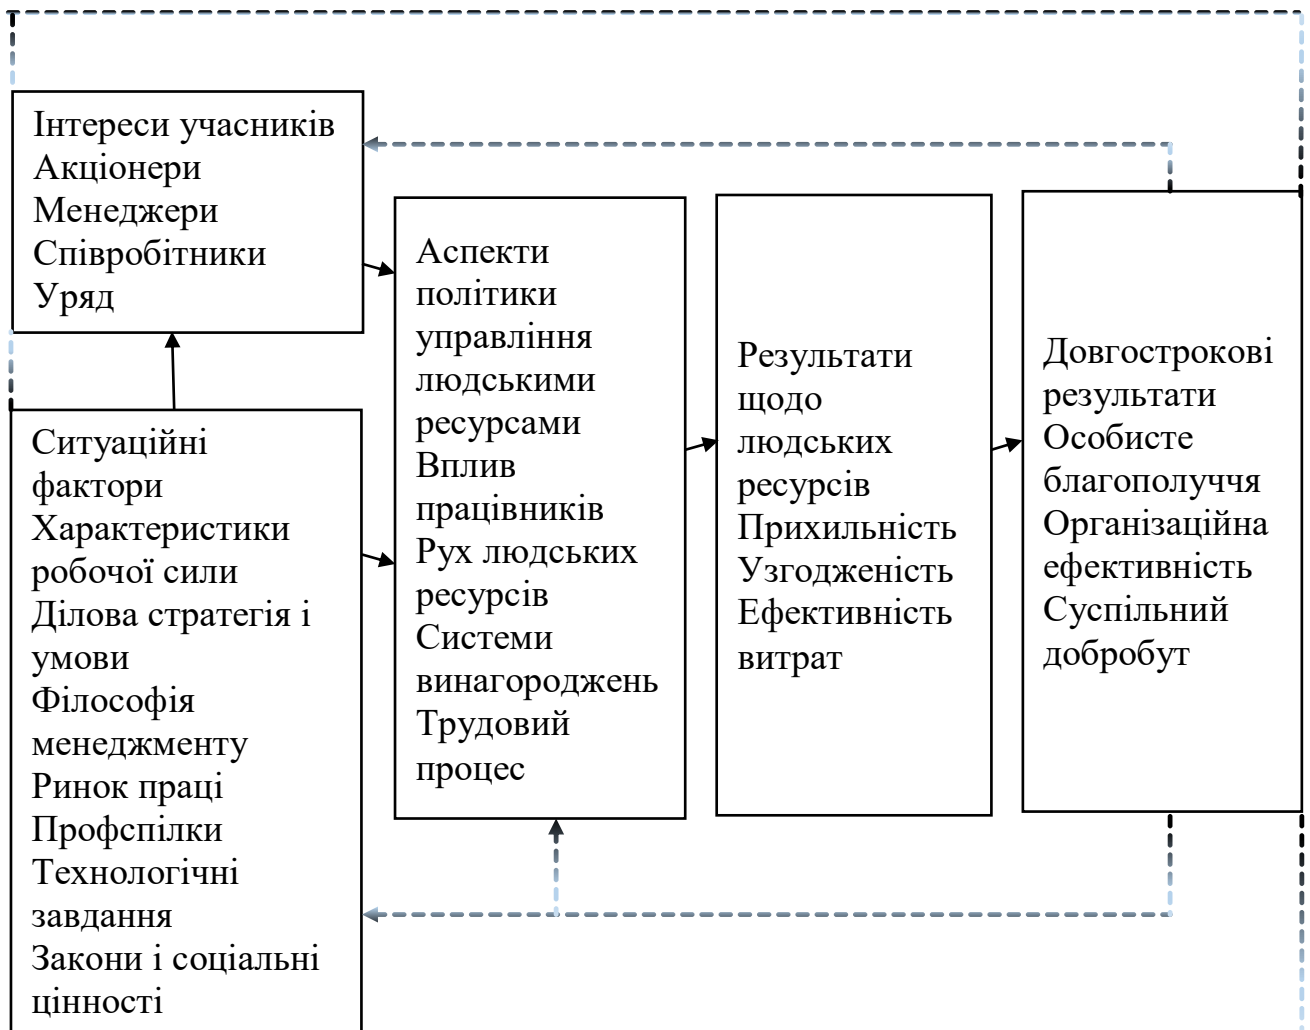 Інтереси учасників
Акціонери
Менеджери
Співробітники
Уряд
Ситуаційні
фактори
Характеристики
робочої сили
Ділова стратегія і
умови
Філософія
менеджменту
Ринок праці
Профспілки
Технологічні
завдання
Закони і соціальні
цінності
Аспекти
політики
управління
людськими
ресурсами
Вплив
працівників
Рух людських
ресурсів
Системи
винагороджень
Трудовий
процес
Результати
щодо
людських
ресурсів
Прихильність
Узгодженість
Ефективність
витрат
Довгострокові
результати
Особисте
благополуччя
Організаційна
ефективність
Суспільний
добробут